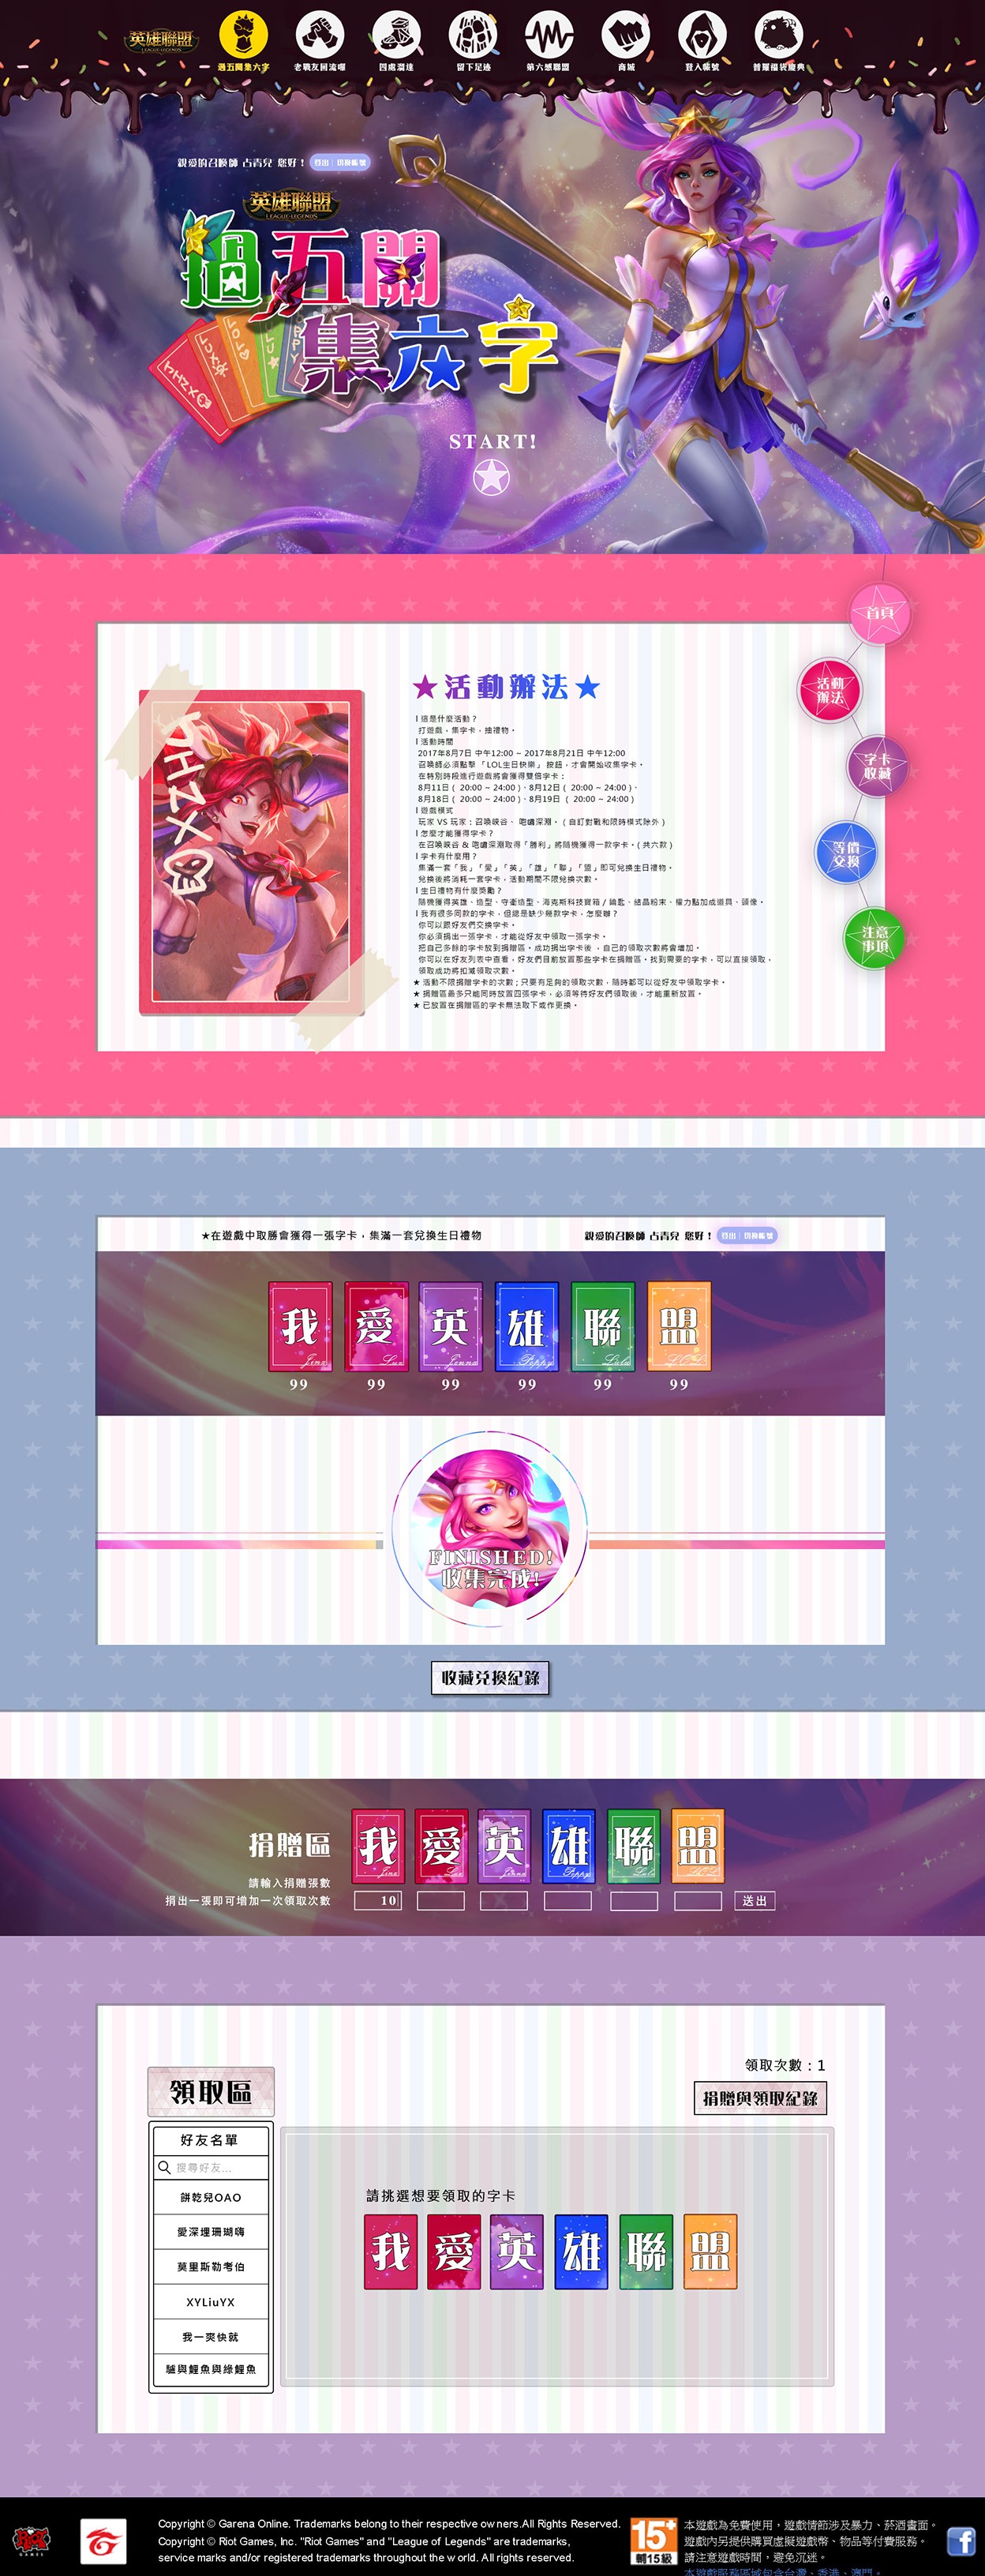 英雄聯盟
LEAGUE·LEGENDS
過五關集六字
老戰友回流囉
四處溜達
留下足迹
第六感聯盟
商城
登入帳號
普羅福袋慶典
親愛的召喚師 占青兒 您好！
登出｜切換帳號
英雄聯盟
LEAGUE·LEGENDS
過五關
集六字
START!
首頁
活動
辦法
字卡
收藏
等價
交換
注意
事項
★活動辦法★
這是什麼活動？
打遊戲，集字卡，抽禮物。
活動時間
2017年8月7日 中午12:00 ~ 2017年8月21日 中午12:00
召喚師必須點擊 「LOL生日快樂」 按鈕，才會開始收集字卡。
在特別時段進行遊戲將會獲得雙倍字卡：
8月11日 ( 20:00 ~ 24:00 )、8月12日 ( 20:00 ~ 24:00 )、
8月18日 ( 20:00 ~ 24:00 )、8月19日 ( 20:00 ~ 24:00 )
遊戲模式
玩家 VS 玩家：召喚峽谷、 咆嘯深淵。 ( 自訂對戰和限時模式除外 )
怎麼才能獲得字卡？
在召喚峽谷 & 咆嘯深淵取得「勝利」將隨機獲得一款字卡。( 共六款 )
字卡有什麼用？
集滿一套「我」「愛」「英」「雄」「聯」「盟」即可兌換生日禮物。
兌換後將消耗一套字卡，活動期間不限兌換次數。
生日禮物有什麼獎勵？
隨機獲得英雄、造型、守衛造型、海克斯科技寶箱 / 鑰匙、結晶粉末、權力點加成道具、頭像。
我有很多同款的字卡，但總是缺少幾款字卡，怎麼辦？
你可以跟好友們交換字卡。
你必須捐出一張字卡，才能從好友中領取一張字卡。
把自己多餘的字卡放到捐贈區。成功捐出字卡後 ，自己的領取次數將會增加。
你可以在好友列表中查看，好友們目前放置那些字卡在捐贈區。找到需要的字卡，可以直接領取，
領取成功將扣減領取次數。
★ 活動不限捐贈字卡的次數；只要有足夠的領取次數，隨時都可以從好友中領取字卡。
★ 捐贈區最多只能同時放置四張字卡，必須等待好友們領取後，才能重新放置。
★ 已放置在捐贈區的字卡無法取下或作更換。
★在遊戲中取勝會獲得一張字卡，集滿一套兌換生日禮物
親愛的召喚師 占青兒 您好！
登出｜切換帳號
我 愛 英 雄 聯 盟
99 99 99 99 99 99
FINISHED!
收集完成!
收藏兌換紀錄
捐贈區
我 愛 英 雄 聯 盟
請輸入捐贈張數
捐出一張即可增加一次領取次數
10
送出
領取次數：1
領取區
捐贈與領取紀錄
好友名單
搜尋好友...
餅乾兒OAO
愛深埋珊瑚嗨
莫里斯勒考伯
XYLiuYX
我一爽快就
驢與鯉魚與綠鯉魚
請挑選想要領取的字卡
我 愛 英 雄 聯 盟
Copyright © Garena Online. Trademarks belong to their respective owners.All Rights Reserved.
Copyright © Riot Games, Inc. "Riot Games" and "League of Legends" are trademarks,
service marks and/or registered trademarks throughout the world. All rights reserved.
15+
輔15級
本遊戲為免費使用，遊戲情節涉及暴力、菸酒畫面。
遊戲內另提供購買虛擬遊戲幣、物品等付費服務。
請注意遊戲時間，避免沉迷。
本遊戲服務區域包含台灣、香港、澳門。